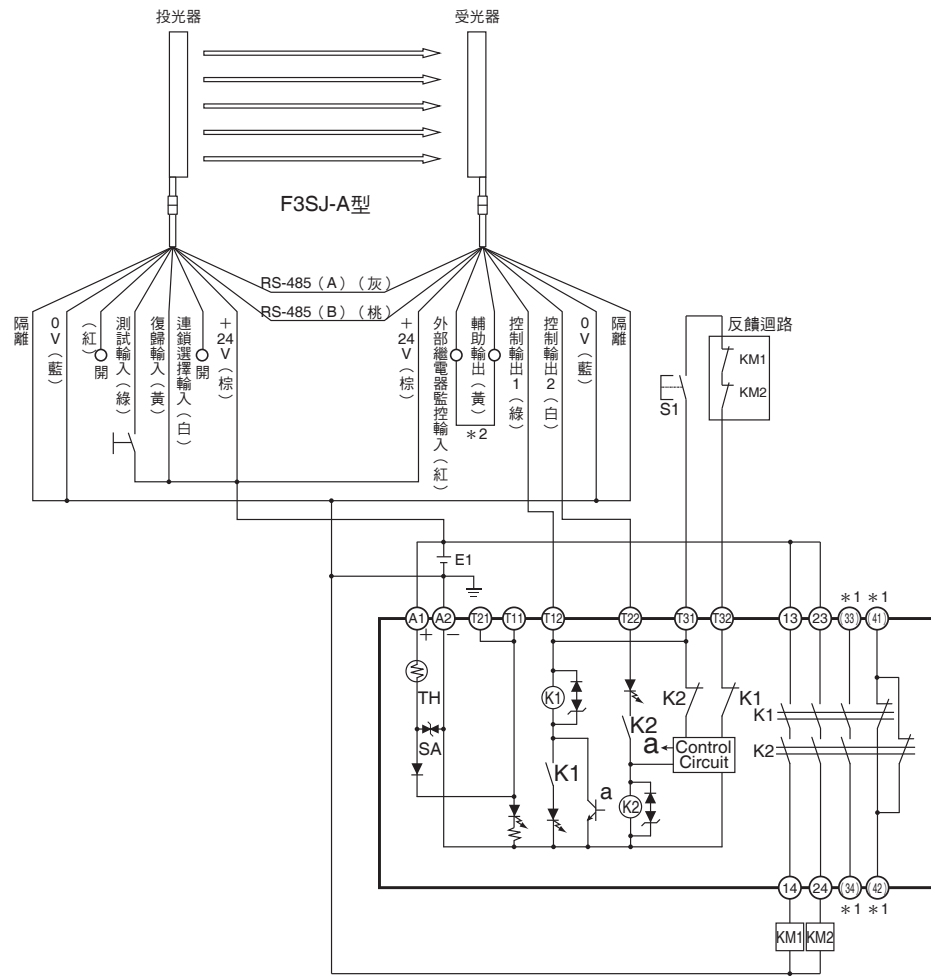 投光器
受光器
F3SJ-A型
RS-485（A）（灰）
RS-485（B）（桃）
隔離
0V（藍）
（紅）
開
測試輸入（綠）
復歸輸入（黃）
連鎖選擇輸入（白）
開
+24V（棕）
+24V（棕）
外部繼電器監控輸入（紅）
輔助輸出（黃）
＊2
控制輸出1（綠）
控制輸出2（白）
0V（藍）
隔離
反饋迴路
KM1
KM2
S1
E1
＊1 ＊1
A1 A2 T21 T11 T12 T22 T31 T32 13 23 (33) (41)
+ −
TH
SA
K1
K1
a
K2
K2
K2
K1
a
Control
Circuit
K1
K2
14 24 (34) (42)
＊1 ＊1
KM1 KM2